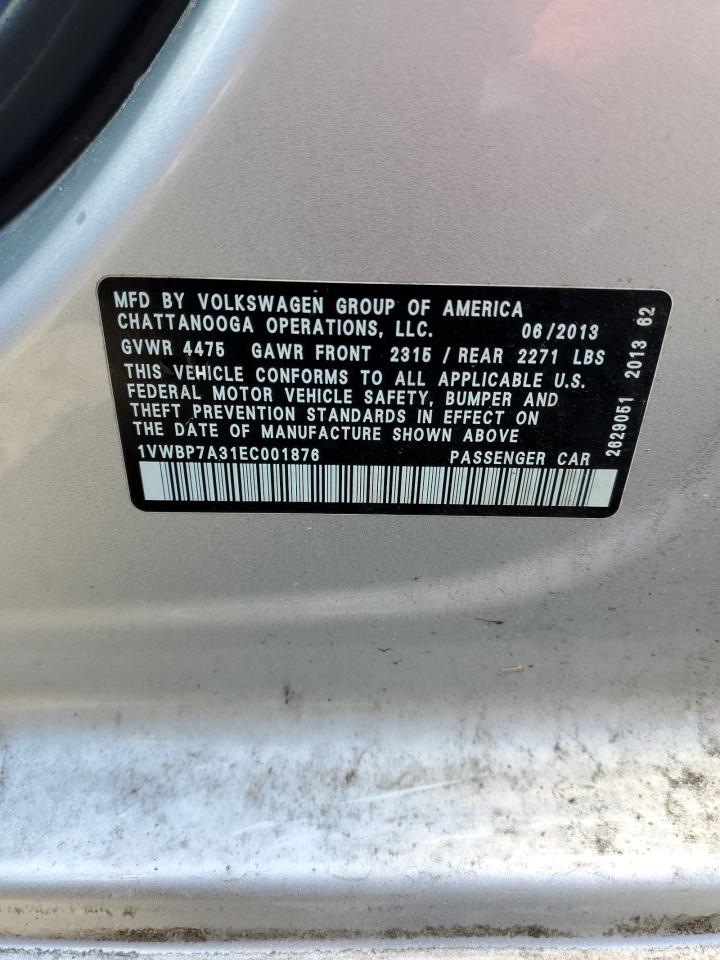 MFD BY VOLKSWAGEN GROUP OF AMERICA
CHATTANOOGA OPERATIONS, LLC. 06/2013
GVWR 4475 GAWR FRONT 2315 / REAR 2271 LBS
THIS VEHICLE CONFORMS TO ALL APPLICABLE U.S.
FEDERAL MOTOR VEHICLE SAFETY, BUMPER AND
THEFT PREVENTION STANDARDS IN EFFECT ON
THE DATE OF MANUFACTURE SHOWN ABOVE
1VWBP7A31EC001876 PASSENGER CAR
2629051 2013 62